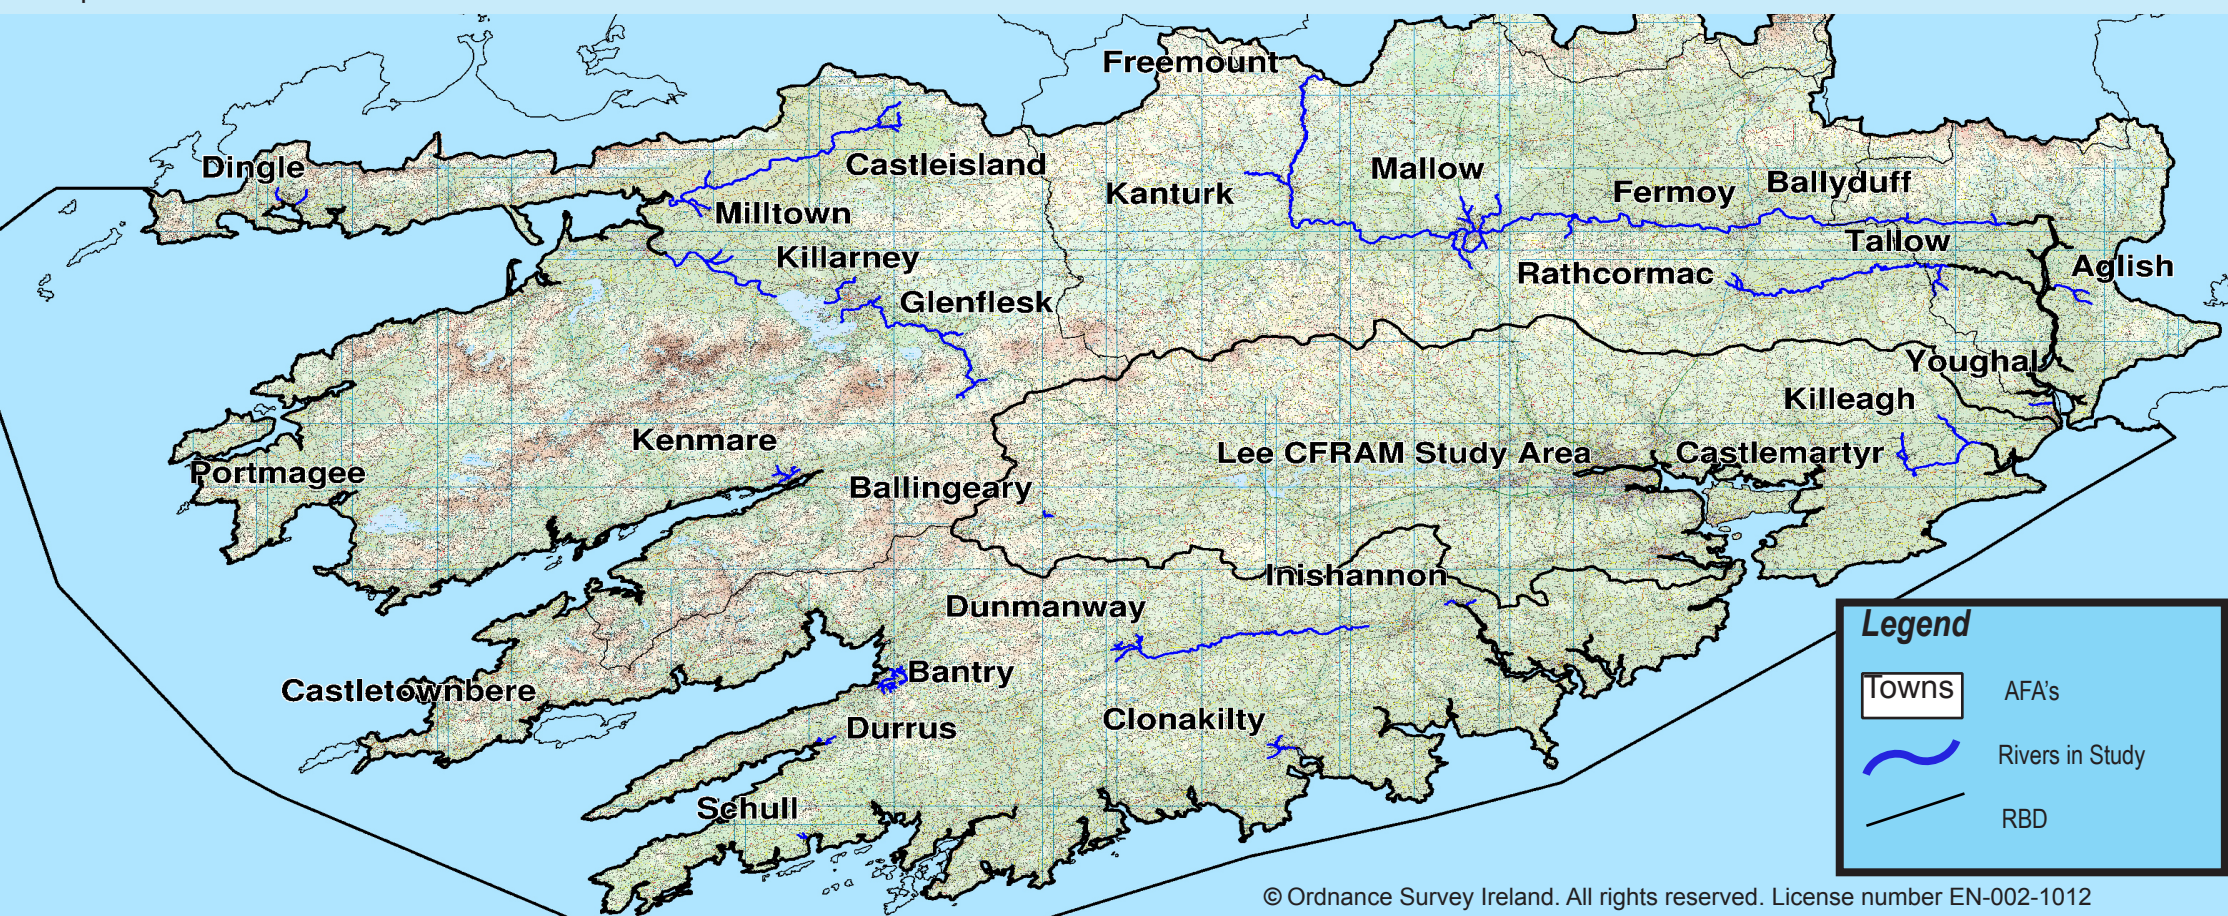 Freemount
Dingle
Castleisland
Mallow
Kanturk
Fermoy
Ballyduff
Milltown
Tallow
Killarney
Rathcormac
Aglish
Glenflesk
Youghal
Killeagh
Kenmare
Lee CFRAM Study Area
Castlemartyr
Portmagee
Ballingeary
Inishannon
Dunmanway
Bantry
Castletownbere
Clonakilty
Durrus
Schull
Legend
Towns
AFA's
Rivers in Study
RBD
© Ordnance Survey Ireland. All rights reserved. License number EN-002-1012